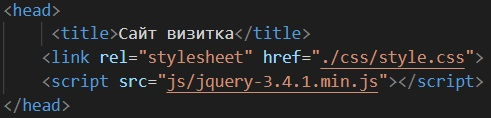 <head>
<title>Сайт визитка</title>
<link rel="stylesheet" href="./css/style.css">
<script src="js/jquery-3.4.1.min.js"></script>
</head>